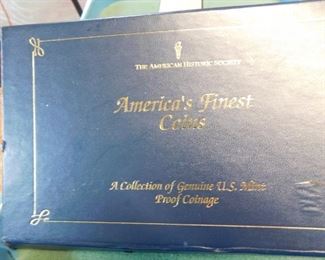 THE AMERICAN HISTORIC SOCIETY
America's Finest
Coins
A Collection of Genuine U.S. Mint
Proof Coinage